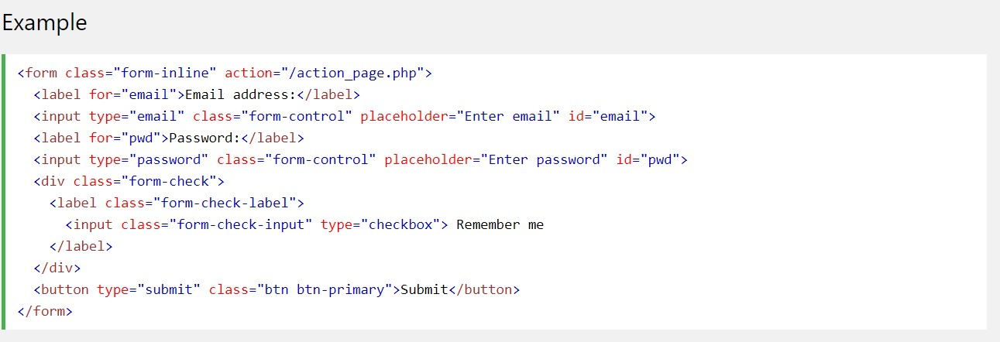 Example
<form class="form-inline" action="/action_page.php">
  <label for="email">Email address:</label>
  <input type="email" class="form-control" placeholder="Enter email" id="email">
  <label for="pwd">Password:</label>
  <input type="password" class="form-control" placeholder="Enter password" id="pwd">
  <div class="form-check">
    <label class="form-check-label">
      <input class="form-check-input" type="checkbox"> Remember me
    </label>
  </div>
  <button type="submit" class="btn btn-primary">Submit</button>
</form>